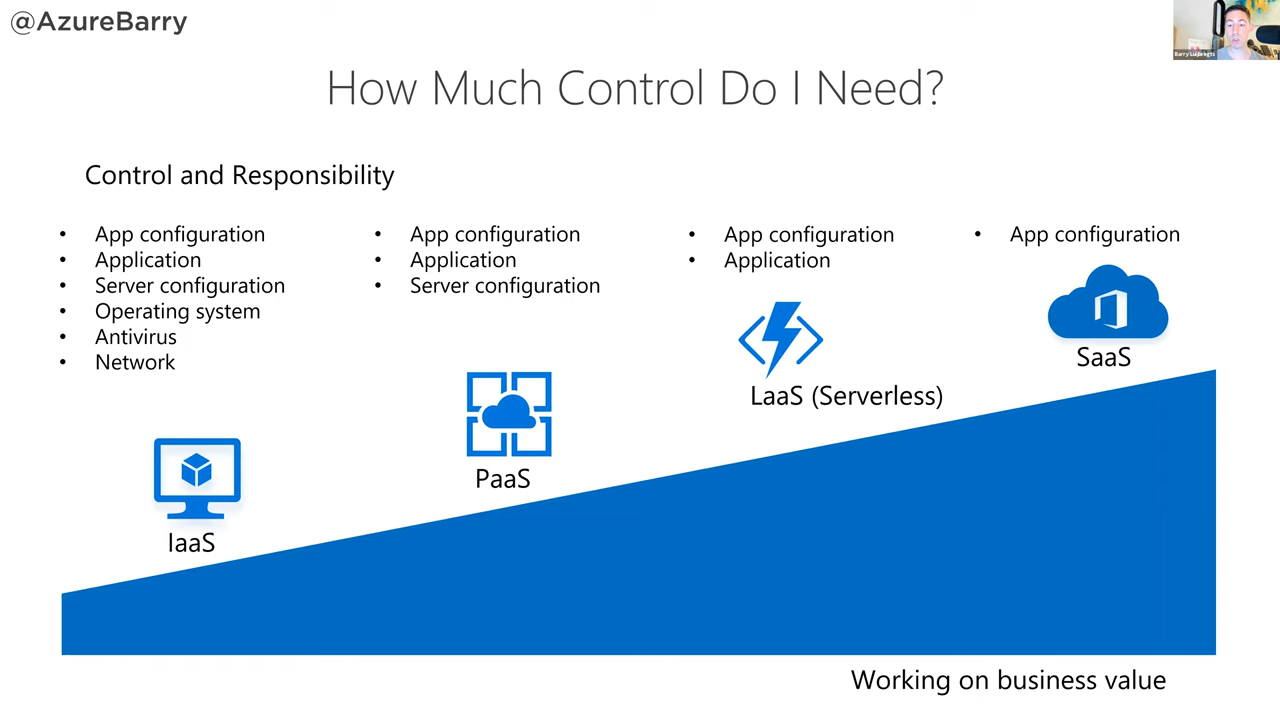 @AzureBarry
How Much Control Do I Need?
Control and Responsibility
• App configuration
• Application
• Server configuration
• Operating system
• Antivirus
• Network
IaaS
• App configuration
• Application
• Server configuration
PaaS
• App configuration
• Application
LaaS (Serverless)
• App configuration
SaaS
Working on business value
Barry